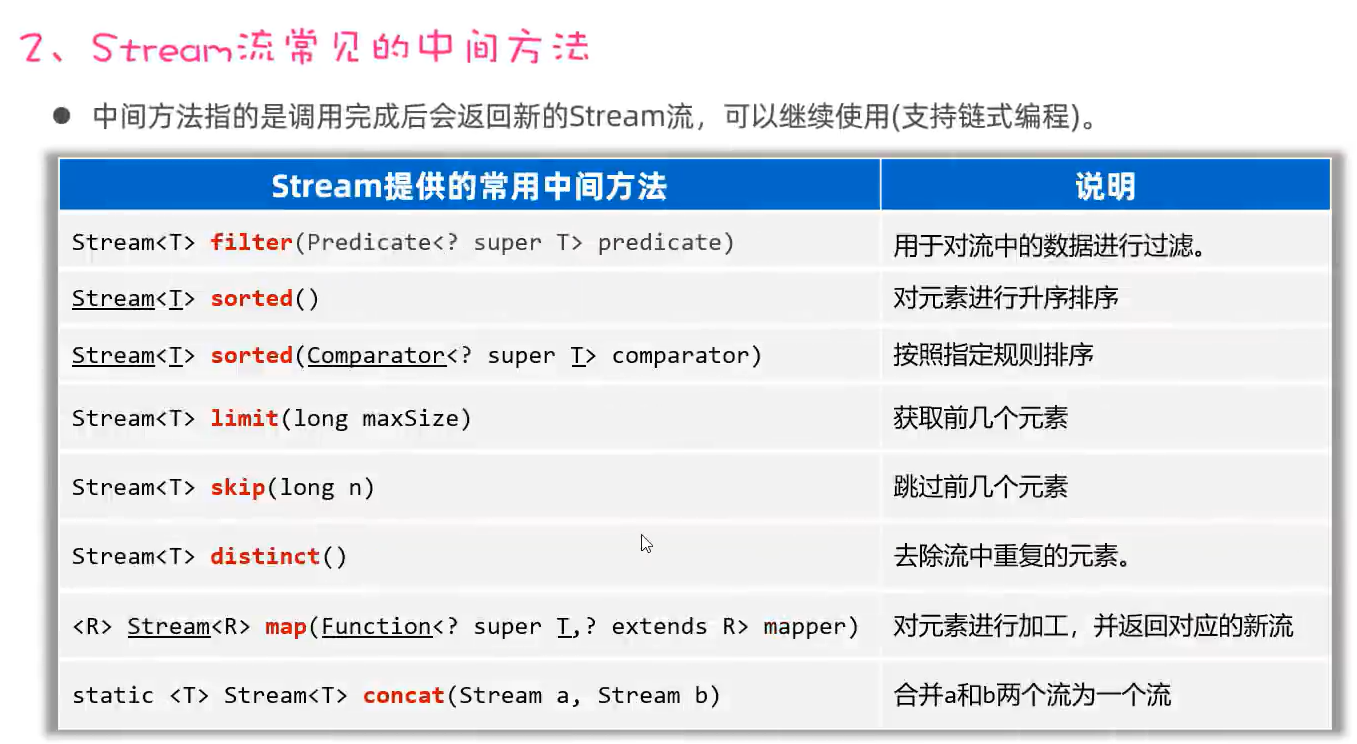 2、Stream流常见的中间方法
● 中间方法指的是调用完成后会返回新的Stream流，可以继续使用(支持链式编程)。
Stream提供的常用中间方法 说明
Stream<T> filter(Predicate<? super T> predicate) 用于对流中的数据进行过滤。
Stream<T> sorted() 对元素进行升序排序
Stream<T> sorted(Comparator<? super T> comparator) 按照指定规则排序
Stream<T> limit(long maxSize) 获取前几个元素
Stream<T> skip(long n) 跳过前几个元素
Stream<T> distinct() 去除流中重复的元素。
<R> Stream<R> map(Function<? super T,? extends R> mapper) 对元素进行加工，并返回对应的新流
static <T> Stream<T> concat(Stream a, Stream b) 合并a和b两个流为一个流